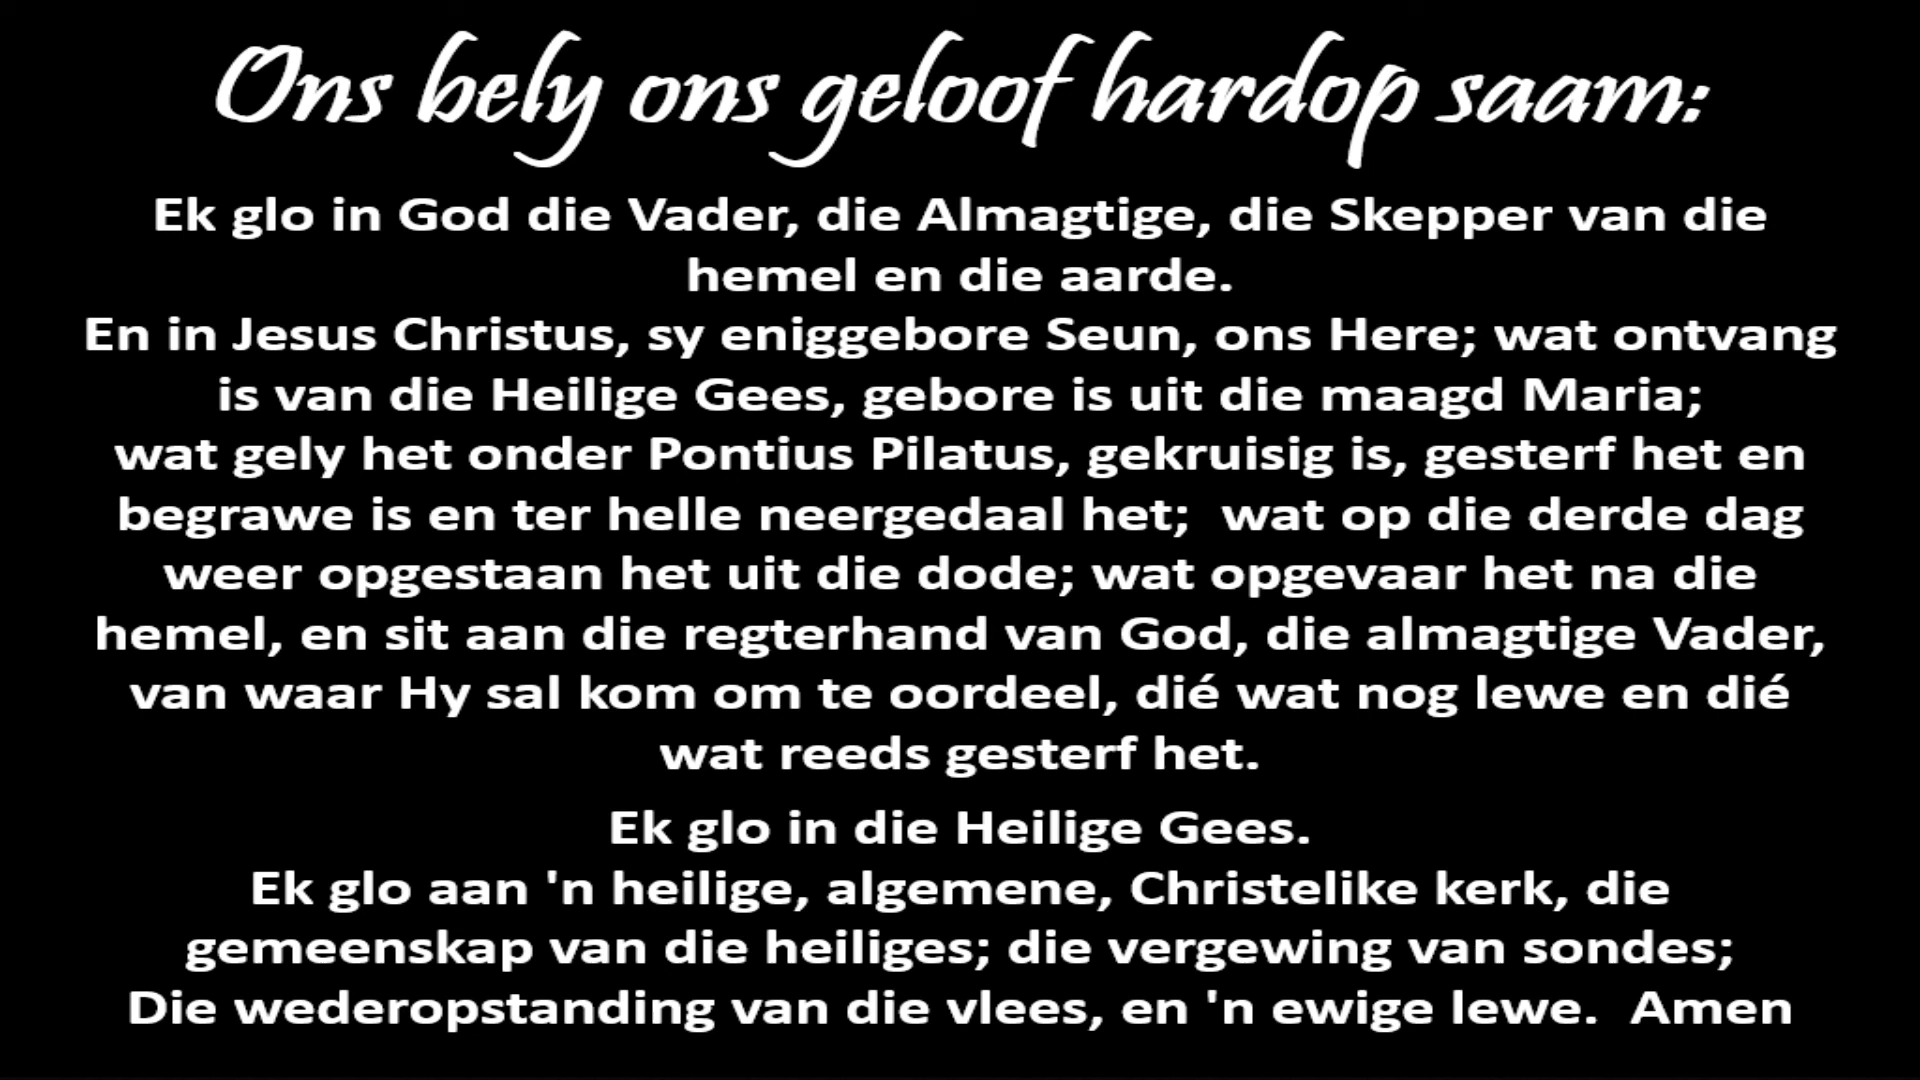 Ons bely ons geloof hardop saam:
Ek glo in God die Vader, die Almagtige, die Skepper van die
hemel en die aarde.
En in Jesus Christus, sy eniggebore Seun, ons Here; wat ontvang
is van die Heilige Gees, gebore is uit die maagd Maria;
wat gely het onder Pontius Pilatus, gekruisig is, gesterf het en
begrawe is en ter helle neergedaal het;  wat op die derde dag
weer opgestaan het uit die dode; wat opgevaar het na die
hemel, en sit aan die regterhand van God, die almagtige Vader,
van waar Hy sal kom om te oordeel, dié wat nog lewe en dié
wat reeds gesterf het.
Ek glo in die Heilige Gees.
Ek glo aan 'n heilige, algemene, Christelike kerk, die
gemeenskap van die heiliges; die vergewing van sondes;
Die wederopstanding van die vlees, en 'n ewige lewe.  Amen